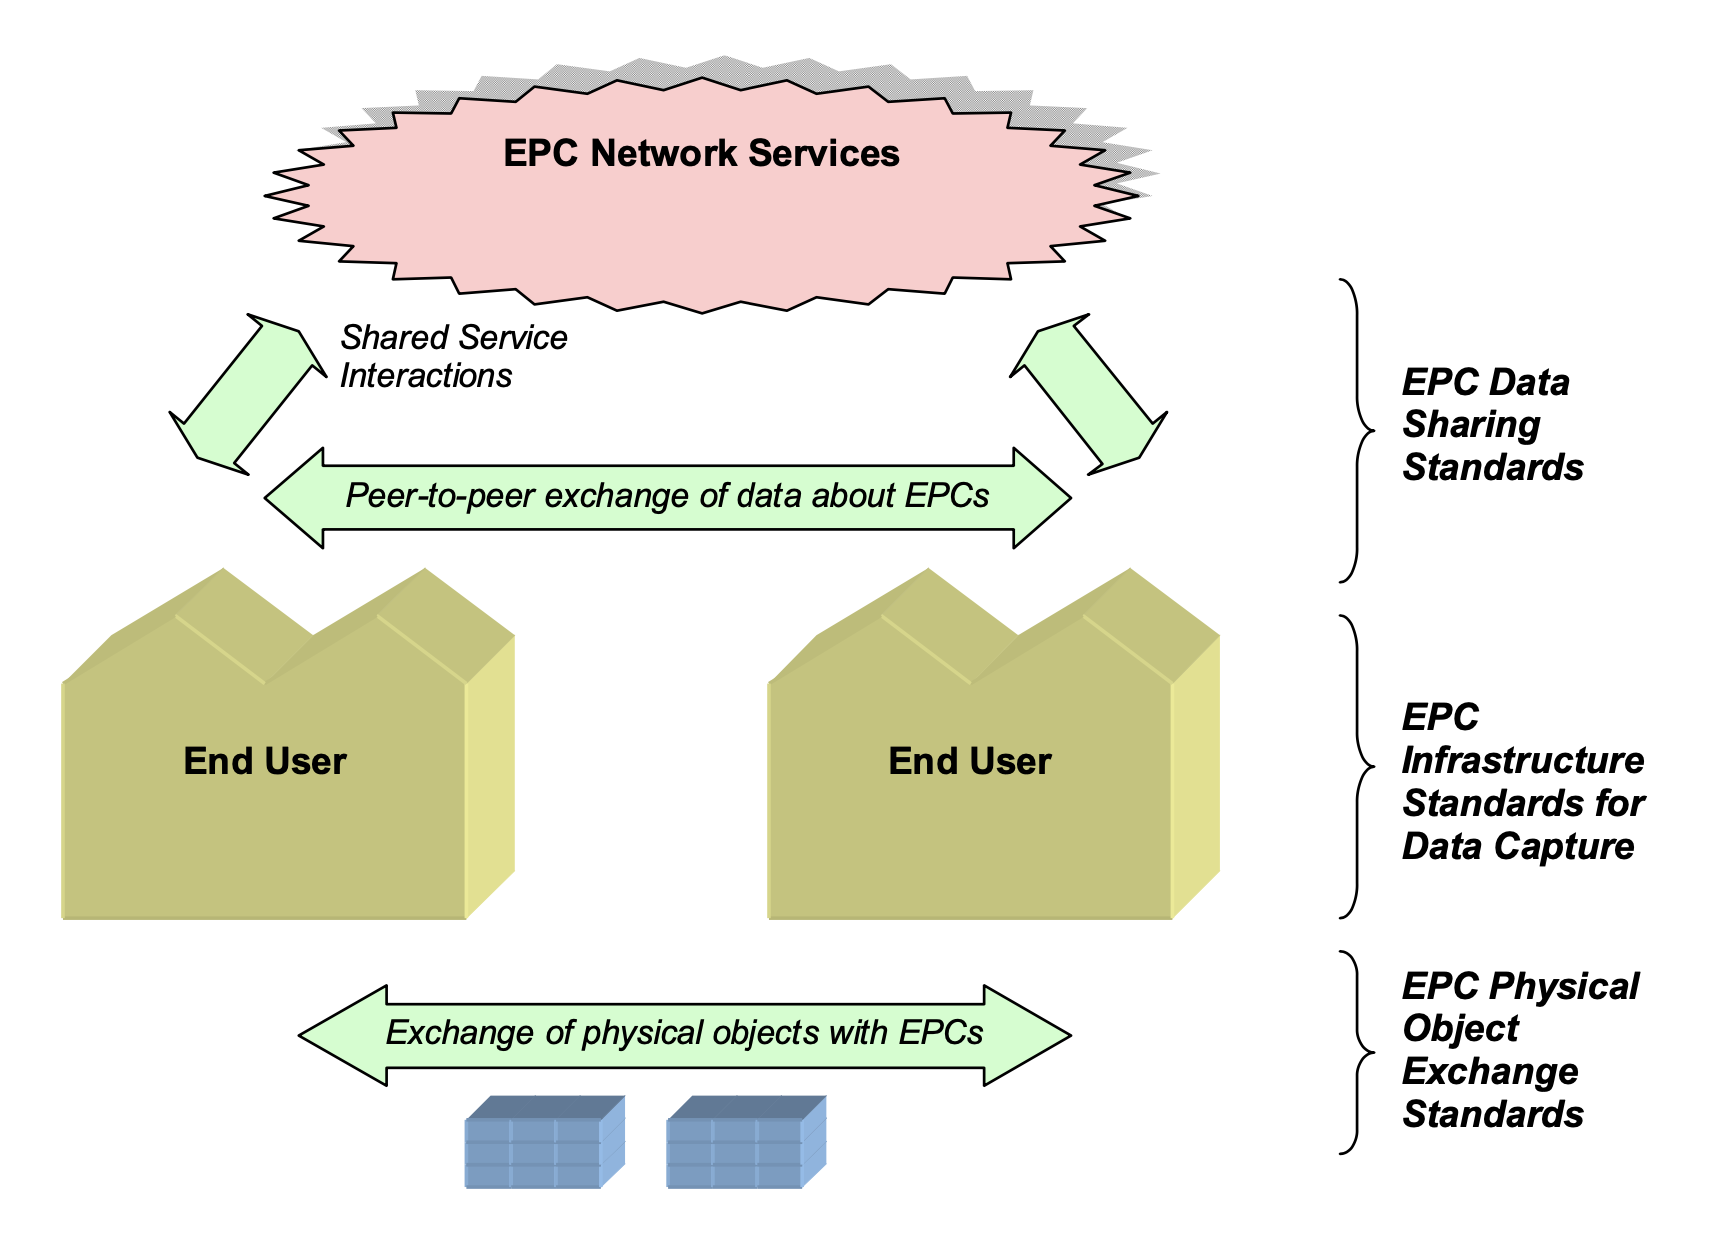 EPC Network Services
Shared Service
Interactions
Peer-to-peer exchange of data about EPCs
EPC Data
Sharing
Standards
End User
End User
EPC
Infrastructure
Standards for
Data Capture
Exchange of physical objects with EPCs
EPC Physical
Object
Exchange
Standards